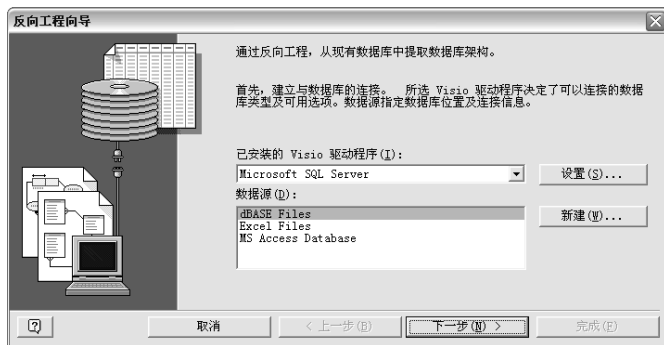 反向工程向导
通过反向工程，从现有数据库中提取数据库架构。
首先，建立与数据库的连接。 所选 Visio 驱动程序决定了可以连接的数据
库类型及可用选项。数据源指定数据库位置及连接信息。
已安装的 Visio 驱动程序(I):
Microsoft SQL Server
设置(S)...
数据源(D):
dBASE Files
Excel Files
MS Access Database
新建(W)...
取消
< 上一步(B)
下一步(N) >
完成(F)